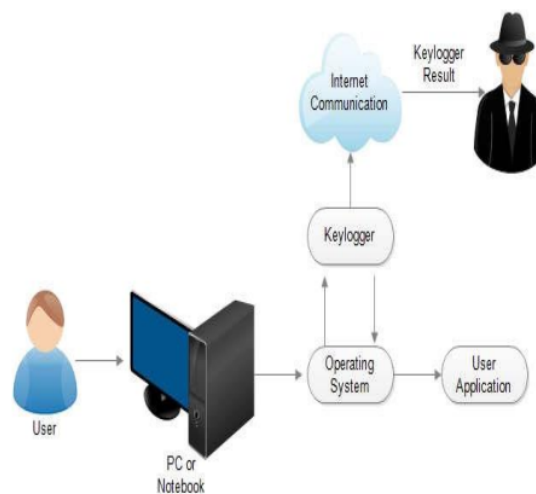 Keylogger
Result
Internet
Communication
Keylogger
Operating
System
User
Application
User
PC or
Notebook